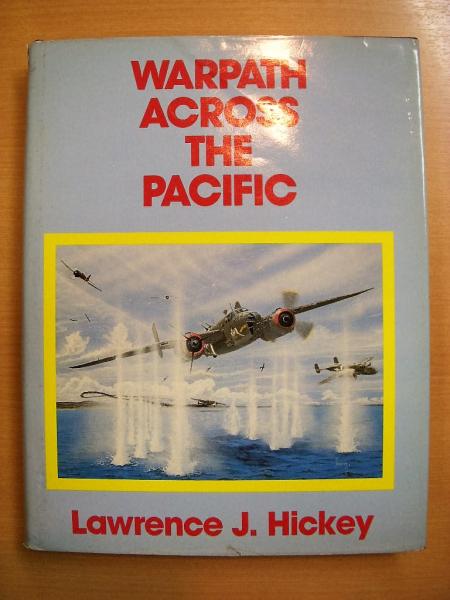 WARPATH
ACROSS
THE
PACIFIC
Lawrence J. Hickey